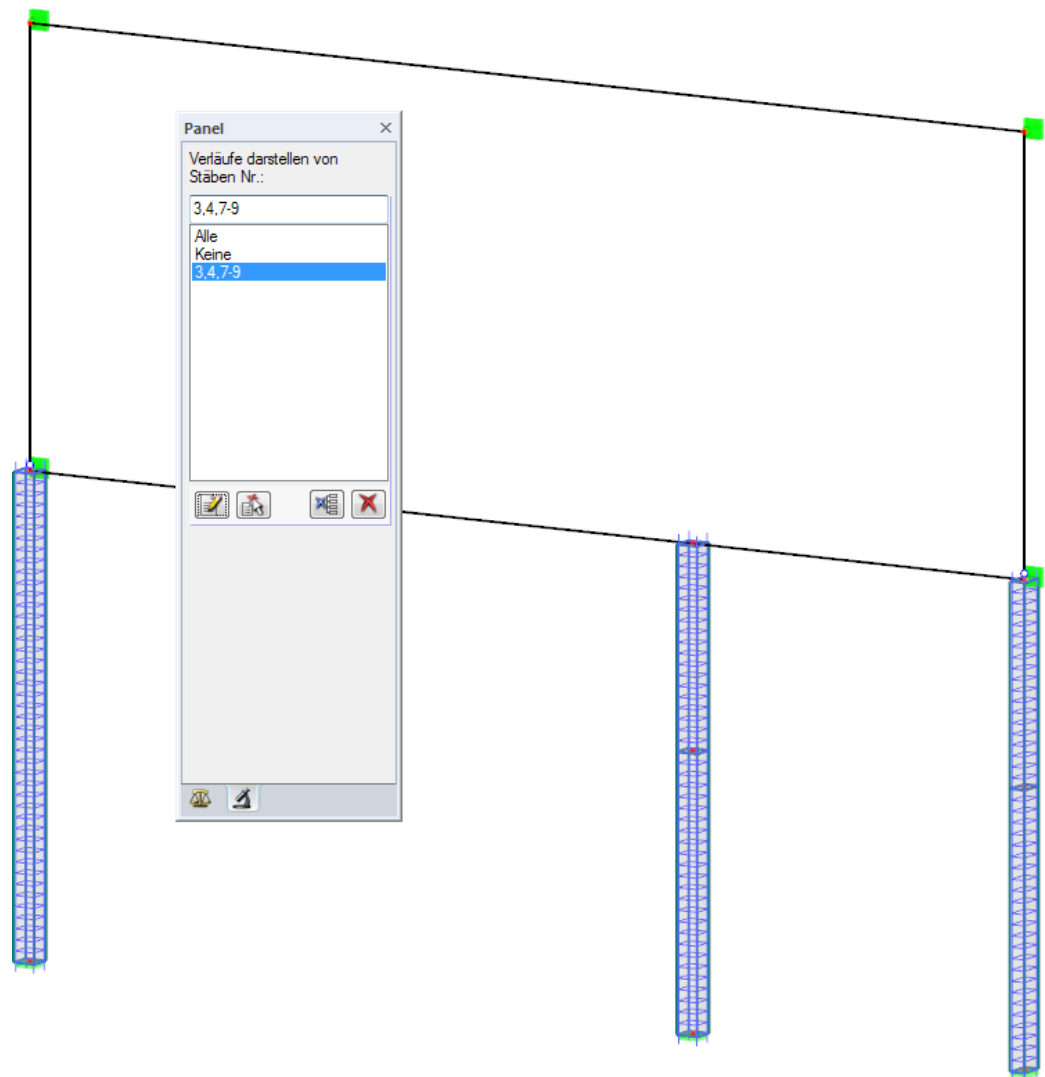 Panel
Verläufe darstellen von
Stäben Nr.:
3,4,7-9
Alle
Keine
3,4,7-9